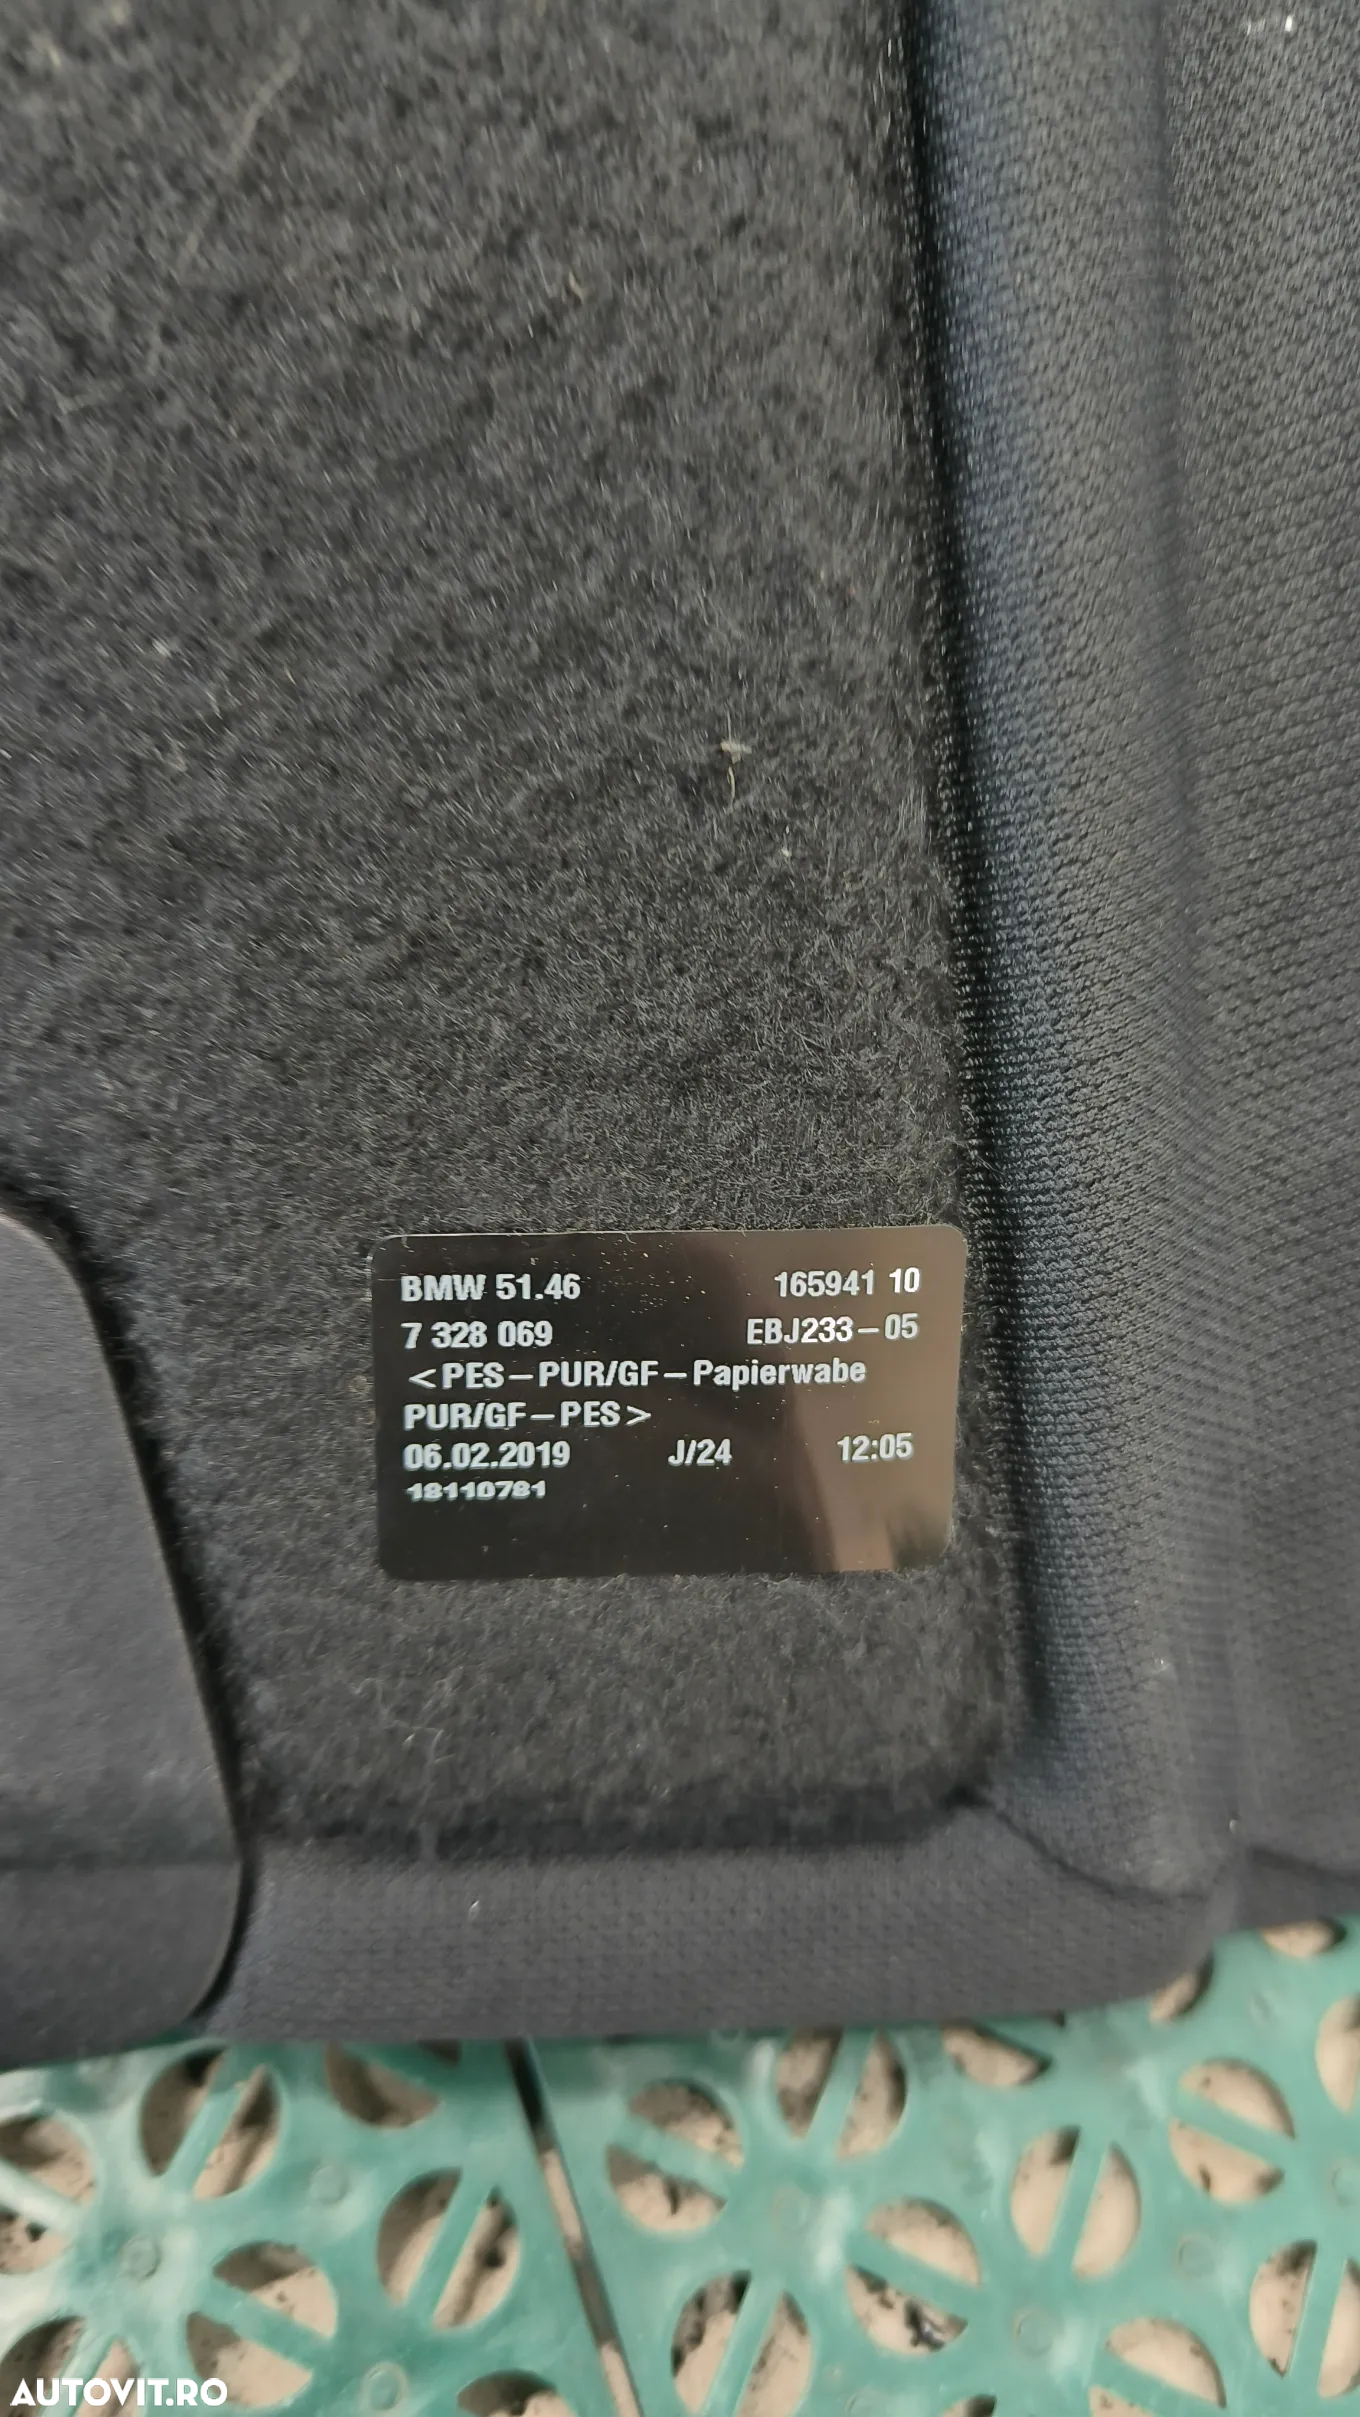 BMW 51.46 165941 10
7 328 069 EBJ233-05
<PES-PUR/GF-Papierwabe
PUR/GF-PES>
06.02.2019 J/24 12:05
18110781
AUTOVIT.RO